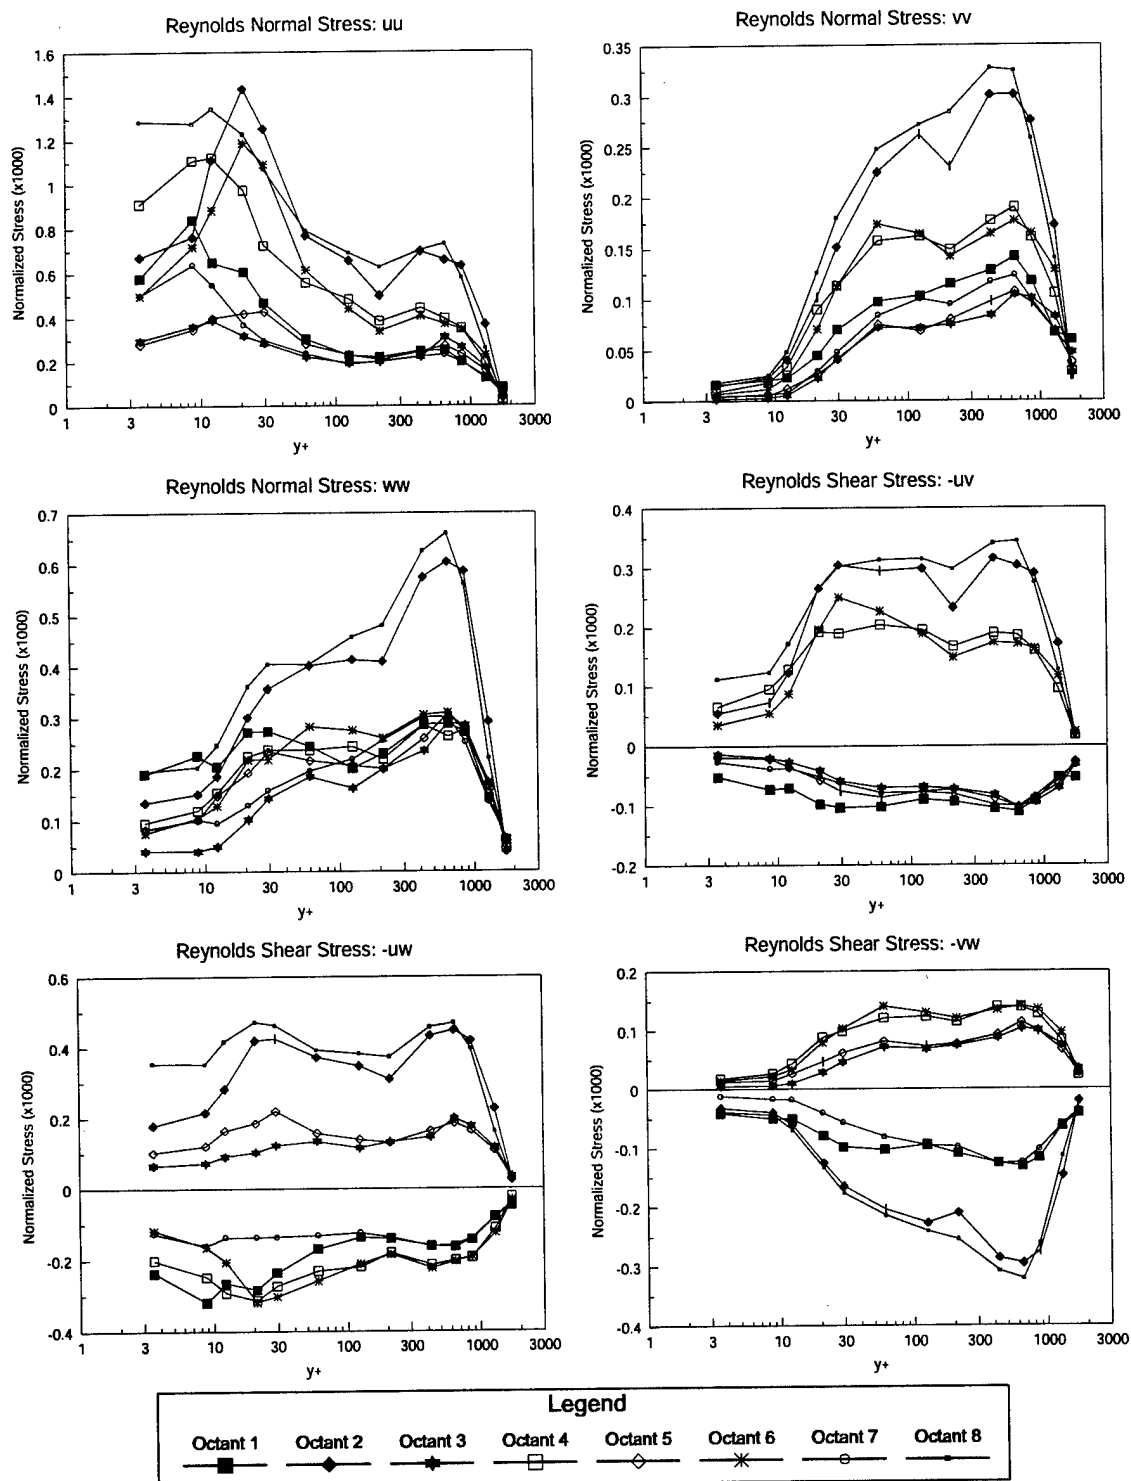 Reynolds Normal Stress: uu
Normalized Stress (x1000)
1.6
1.4
1.2
1
0.8
0.6
0.4
0.2
0
1 3 10 30 100 300 1000 3000
y+
Reynolds Normal Stress: vv
Normalized Stress (x1000)
0.35
0.3
0.25
0.2
0.15
0.1
0.05
0
1 3 10 30 100 300 1000 3000
y+
Reynolds Normal Stress: ww
Normalized Stress (x1000)
0.7
0.6
0.5
0.4
0.3
0.2
0.1
0
1 3 10 30 100 300 1000 3000
y+
Reynolds Shear Stress: -uv
Normalized Stress (x1000)
0.4
0.3
0.2
0.1
0
-0.1
-0.2
1 3 10 30 100 300 1000 3000
y+
Reynolds Shear Stress: -uw
Normalized Stress (x1000)
0.6
0.4
0.2
0
-0.2
-0.4
1 3 10 30 100 300 1000 3000
y+
Reynolds Shear Stress: -vw
Normalized Stress (x1000)
0.2
0.1
0
-0.1
-0.2
-0.3
-0.4
1 3 10 30 100 300 1000 3000
y+
Legend
Octant 1 Octant 2 Octant 3 Octant 4 Octant 5 Octant 6 Octant 7 Octant 8